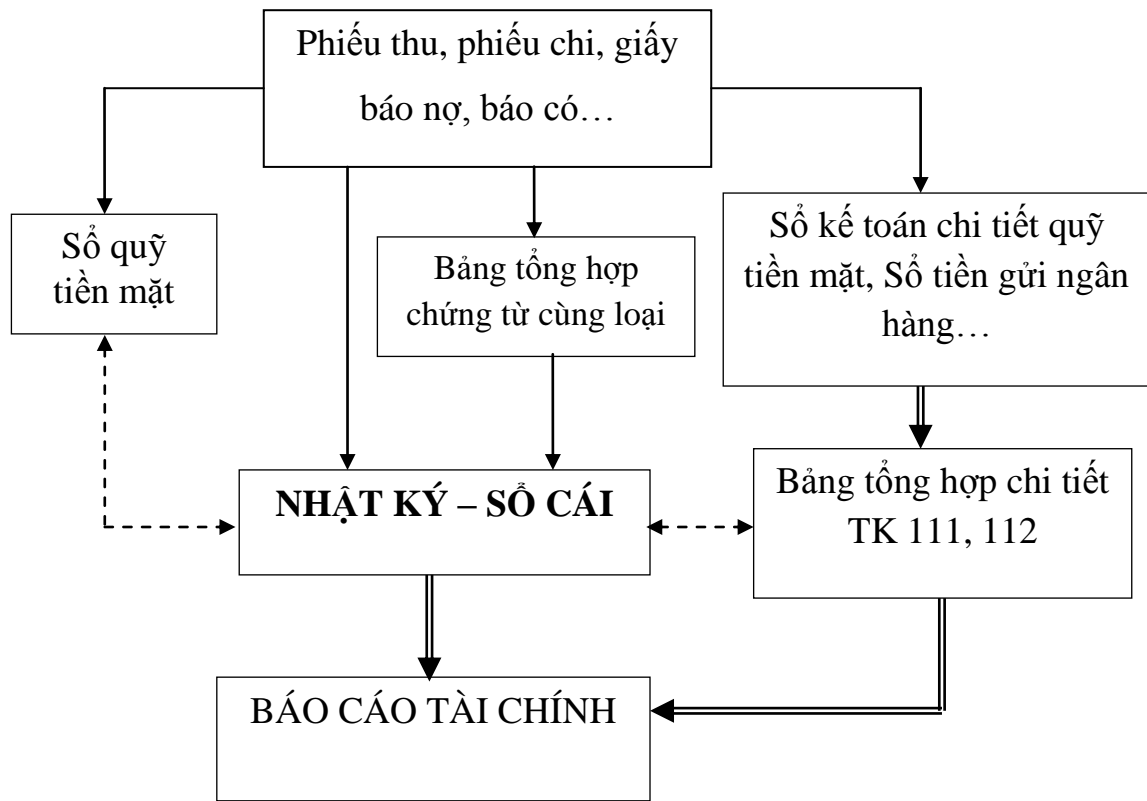 Phiếu thu, phiếu chi, giấy
báo nợ, báo có…
Sổ quỹ
tiền mặt
Bảng tổng hợp
chứng từ cùng loại
Sổ kế toán chi tiết quỹ
tiền mặt, Sổ tiền gửi ngân
hàng…
NHẬT KÝ – SỔ CÁI
Bảng tổng hợp chi tiết
TK 111, 112
BÁO CÁO TÀI CHÍNH